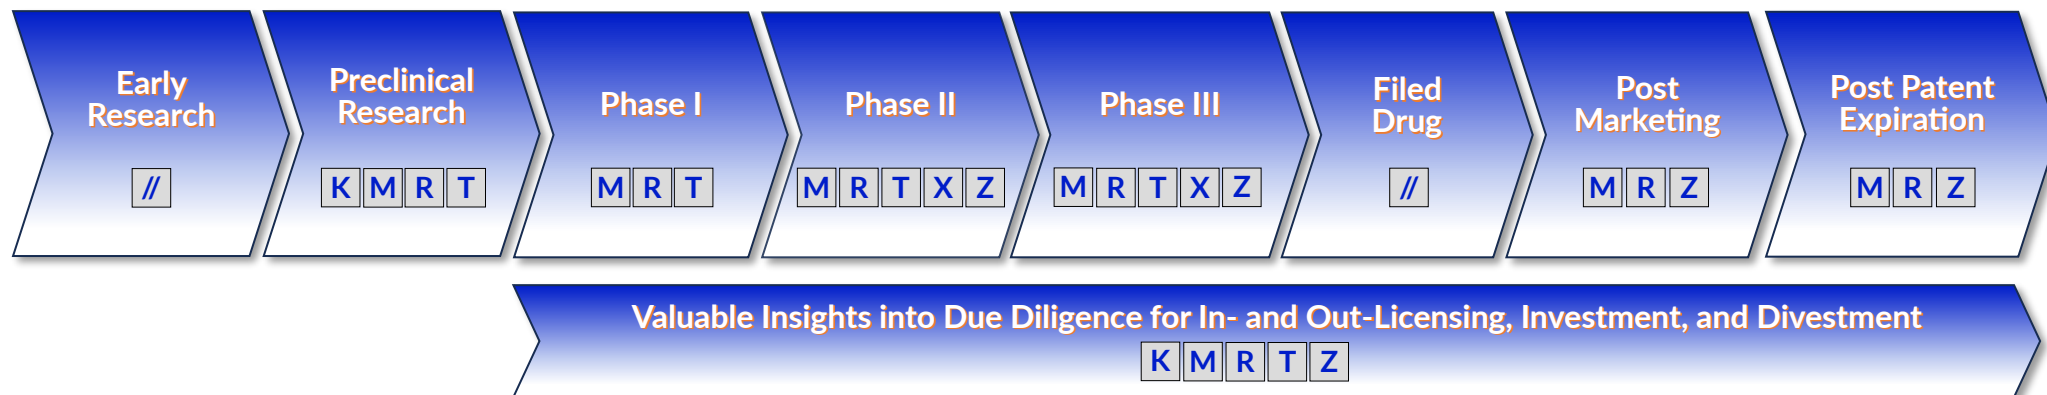 Early
Research
//
Preclinical
Research
K M R T
Phase I
M R T
Phase II
M R T X Z
Phase III
M R T X Z
Filed
Drug
//
Post
Marketing
M R Z
Post Patent
Expiration
M R Z
Valuable Insights into Due Diligence for In- and Out-Licensing, Investment, and Divestment
K M R T Z